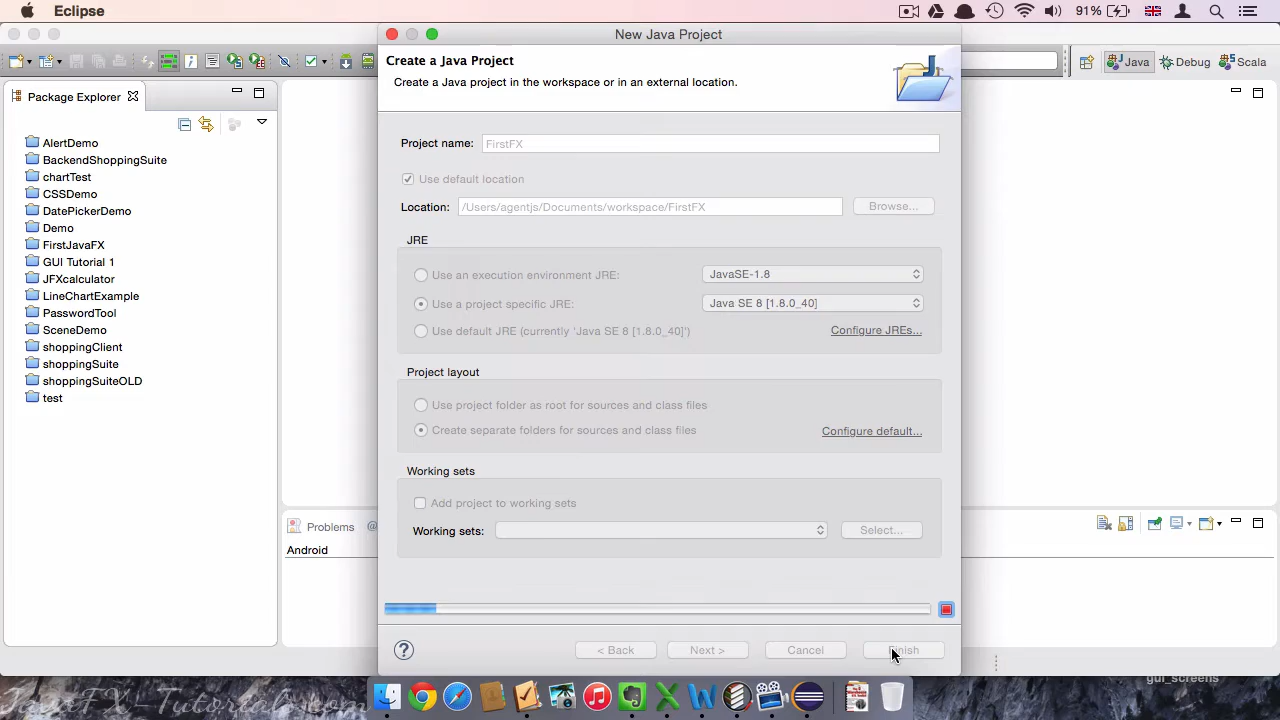 Eclipse
91%
New Java Project
Create a Java Project
Create a Java project in the workspace or in an external location.
Java
Debug
Scala
Package Explorer
AlertDemo
BackendShoppingSuite
chartTest
CSSDemo
DatePickerDemo
Demo
FirstJavaFX
GUI Tutorial 1
JFXcalculator
LineChartExample
PasswordTool
SceneDemo
shoppingClient
shoppingSuite
shoppingSuiteOLD
test
Project name: FirstFX
Use default location
Location: /Users/agentjs/Documents/workspace/FirstFX Browse...
JRE
Use an execution environment JRE: JavaSE-1.8
Use a project specific JRE: Java SE 8 [1.8.0_40]
Use default JRE (currently 'Java SE 8 [1.8.0_40]') Configure JREs...
Project layout
Use project folder as root for sources and class files
Create separate folders for sources and class files Configure default...
Working sets
Add project to working sets
Working sets: Select...
Problems @
Android
? < Back Next > Cancel Finish
gui_screens